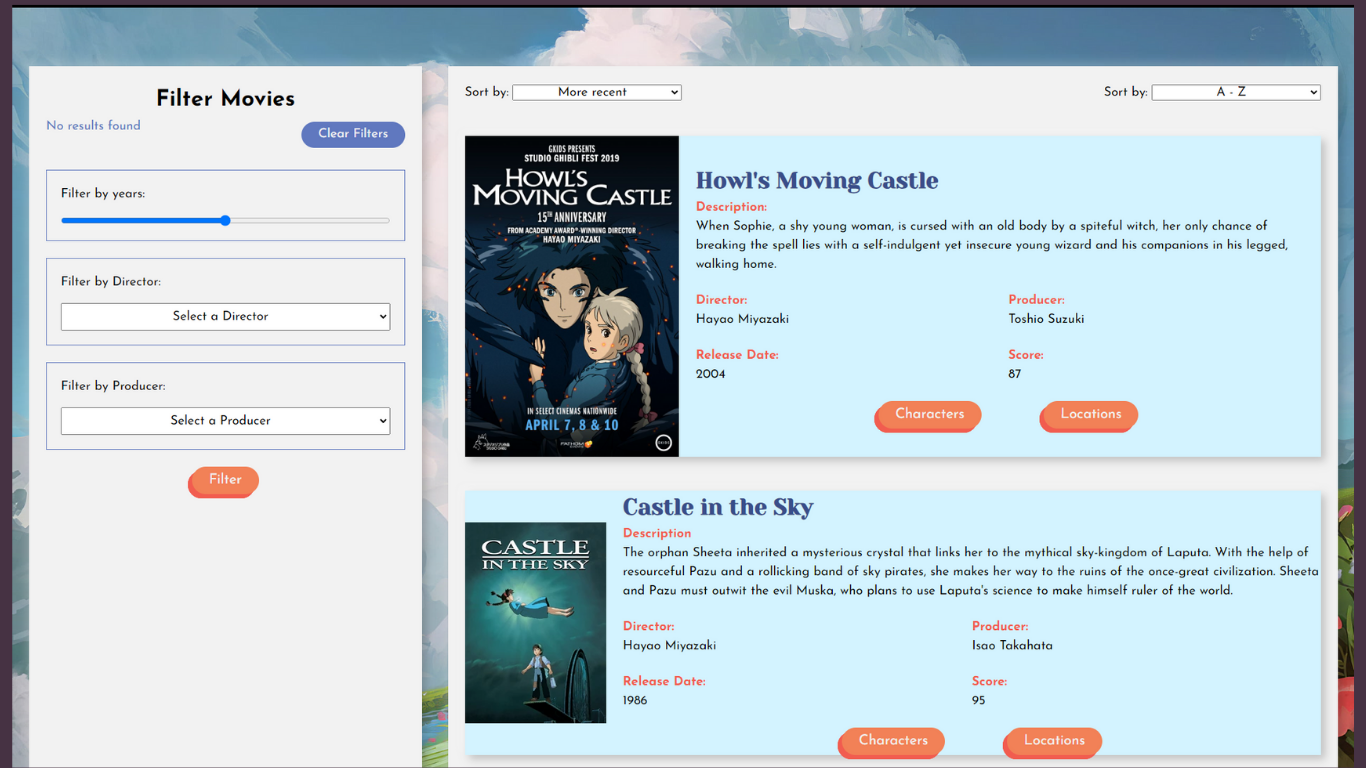 Filter Movies
No results found
Clear Filters
Filter by years:
Filter by Director:
Select a Director
Filter by Producer:
Select a Producer
Filter
Sort by: More recent
Sort by: A - Z
GKIDS PRESENTS
STUDIO GHIBLI FEST 2019
HOWL'S
MOVING CASTLE
15TH ANNIVERSARY
FROM ACADEMY AWARD®-WINNING DIRECTOR
HAYAO MIYAZAKI
IN SELECT CINEMAS NATIONWIDE
APRIL 7, 8 & 10
FATHOM
GKIDS
Howl's Moving Castle
Description:
When Sophie, a shy young woman, is cursed with an old body by a spiteful witch, her only chance of
breaking the spell lies with a self-indulgent yet insecure young wizard and his companions in his legged,
walking home.
Director:
Hayao Miyazaki
Producer:
Toshio Suzuki
Release Date:
2004
Score:
87
Characters
Locations
CASTLE
IN THE SKY
Castle in the Sky
Description
The orphan Sheeta inherited a mysterious crystal that links her to the mythical sky-kingdom of Laputa. With the help of
resourceful Pazu and a rollicking band of sky pirates, she makes her way to the ruins of the once-great civilization. Sheeta
and Pazu must outwit the evil Muska, who plans to use Laputa's science to make himself ruler of the world.
Director:
Hayao Miyazaki
Producer:
Isao Takahata
Release Date:
1986
Score:
95
Characters
Locations